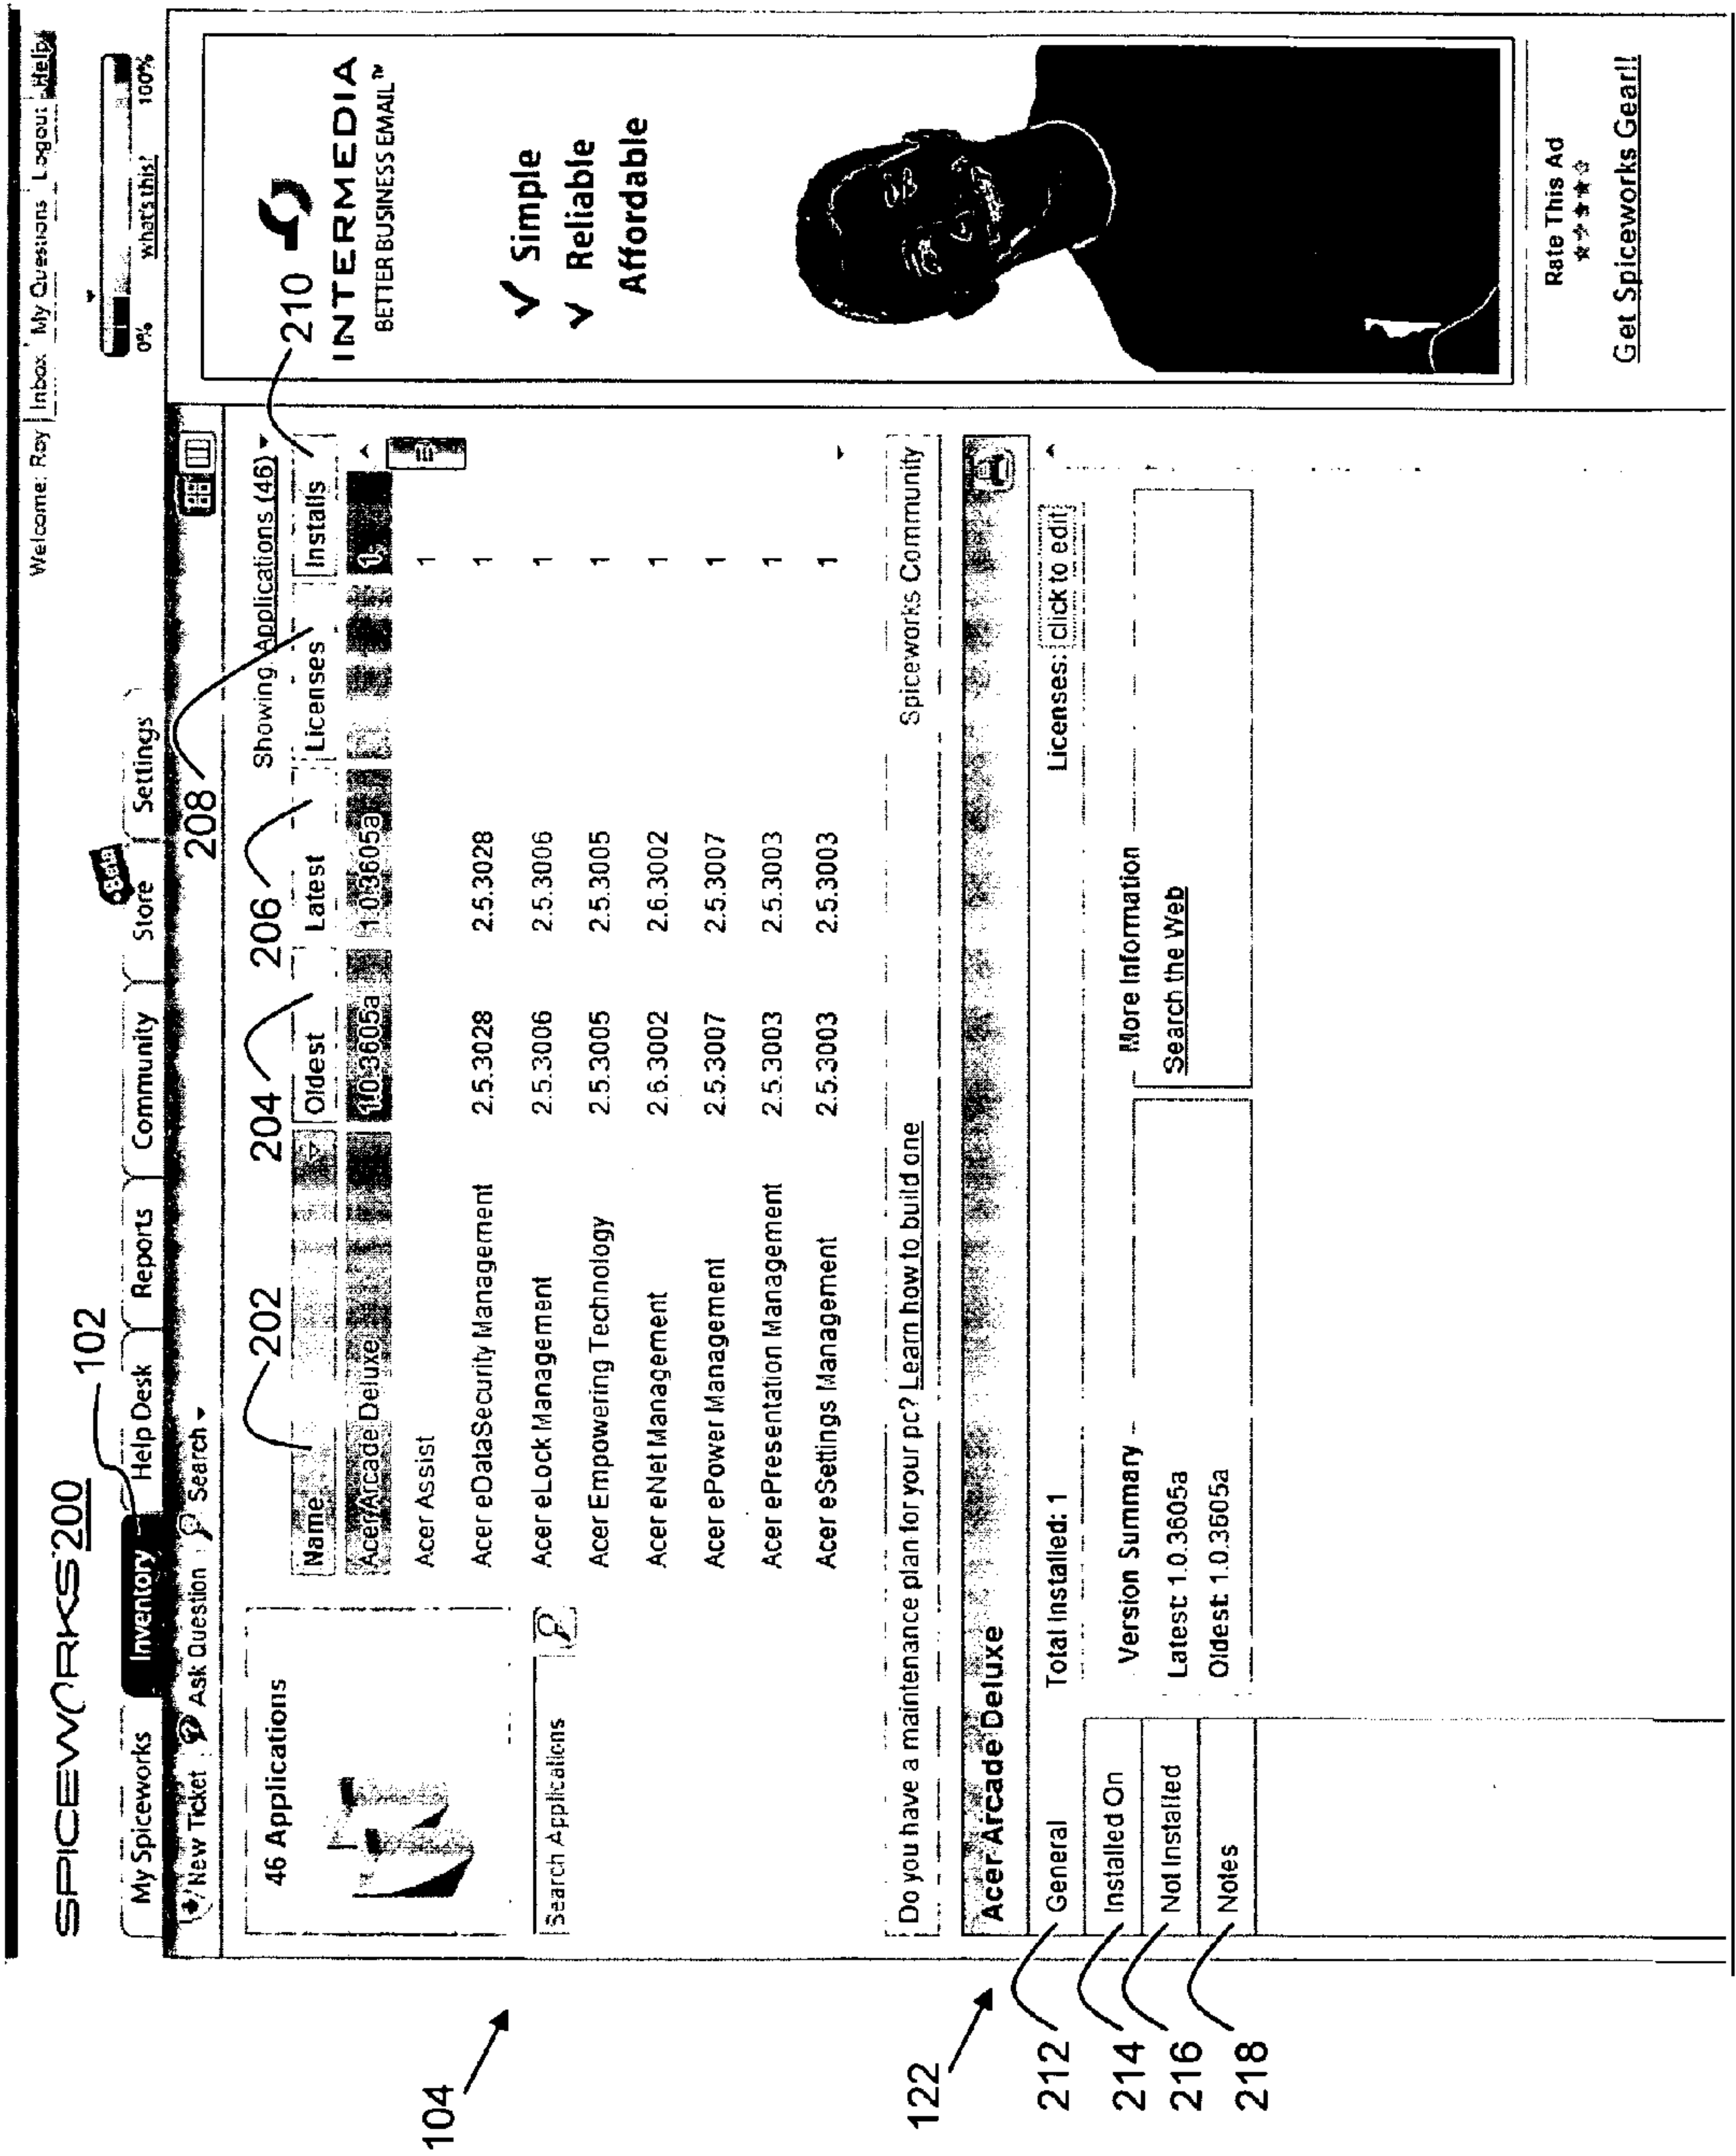 Welcome: Roy | Inbox My Questions Logout Help
SPICEWORKS 200
102
0% what's this? 100%
My Spiceworks Inventory Help Desk Reports Community Store Beta Settings
New Ticket Ask Question Search
208
46 Applications
Search Applications
202 204 206
Showing Applications (46)
210
Name Oldest Latest Licenses Installs
Acer Arcade Deluxe 1.0.3605a 1.0.3605a 1
Acer Assist 1
Acer eDataSecurity Management 2.5.3028 2.5.3028 1
Acer eLock Management 2.5.3006 2.5.3006 1
Acer Empowering Technology 2.5.3005 2.5.3005 1
Acer eNet Management 2.6.3002 2.6.3002 1
Acer ePower Management 2.5.3007 2.5.3007 1
Acer ePresentation Management 2.5.3003 2.5.3003 1
Acer eSettings Management 2.5.3003 2.5.3003 1
104
Do you have a maintenance plan for your pc? Learn how to build one Spiceworks Community
122
Acer Arcade Deluxe
212 General
214 Installed On
216 Not Installed
218 Notes
Total Installed: 1 Licenses: click to edit
Version Summary
Latest: 1.0.3605a
Oldest: 1.0.3605a
More Information
Search the Web
INTERMEDIA
BETTER BUSINESS EMAIL™
✓ Simple
✓ Reliable
Affordable
Rate This Ad
Get Spiceworks Gear!!